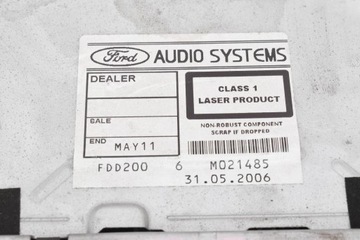 Ford AUDIO SYSTEMS
DEALER
CLASS 1
LASER PRODUCT
SALE
NON-ROBUST COMPONENT
SCRAP IF DROPPED
END MAY11
FDD200 6 M021485
31.05.2006